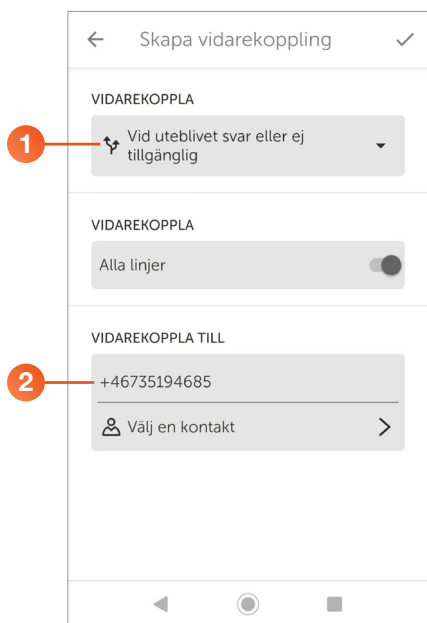 Skapa vidarekoppling
VIDAREKOPPLA
1
Vid uteblivet svar eller ej
tillgänglig
VIDAREKOPPLA
Alla linjer
VIDAREKOPPLA TILL
2
+46735194685
Välj en kontakt